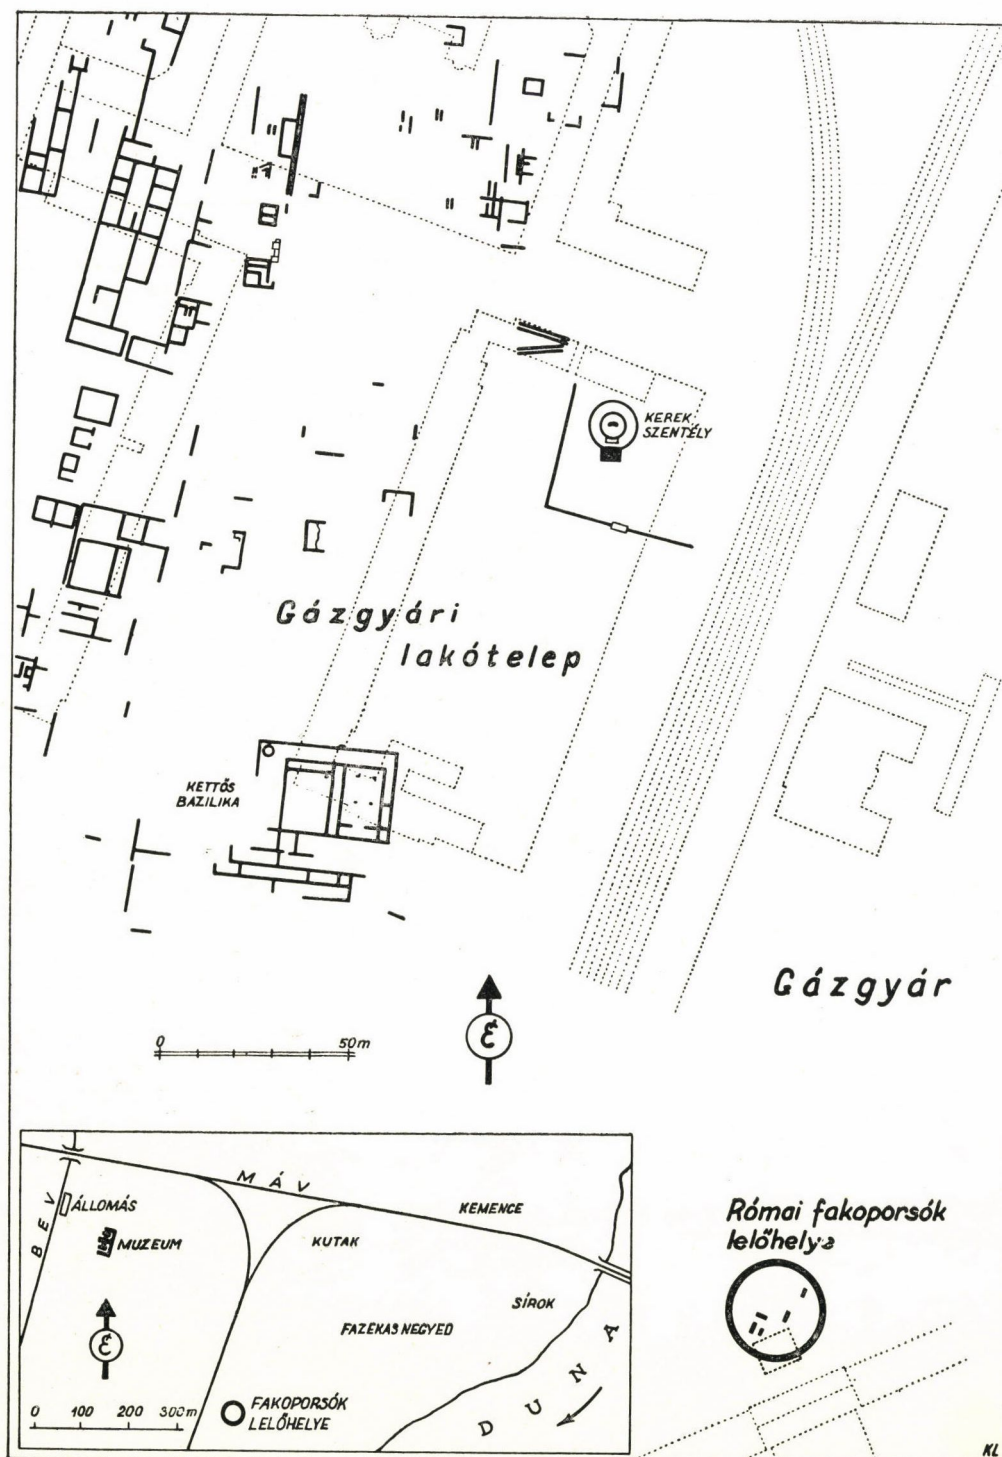 KEREK
SZENTÉLY
Gázgyári
lakótelep
KETTŐS
BAZILIKA
Gázgyár
0 50m
É
MÁV
BEV
ÁLLOMÁS
MUZEUM
KEMENCE
KUTAK
SÍROK
FAZEKAS NEGYED
DUNA
É
0 100 200 300m
FAKOPORSÓK
LELŐHELYE
Római fakoporsók
lelőhelye
KL